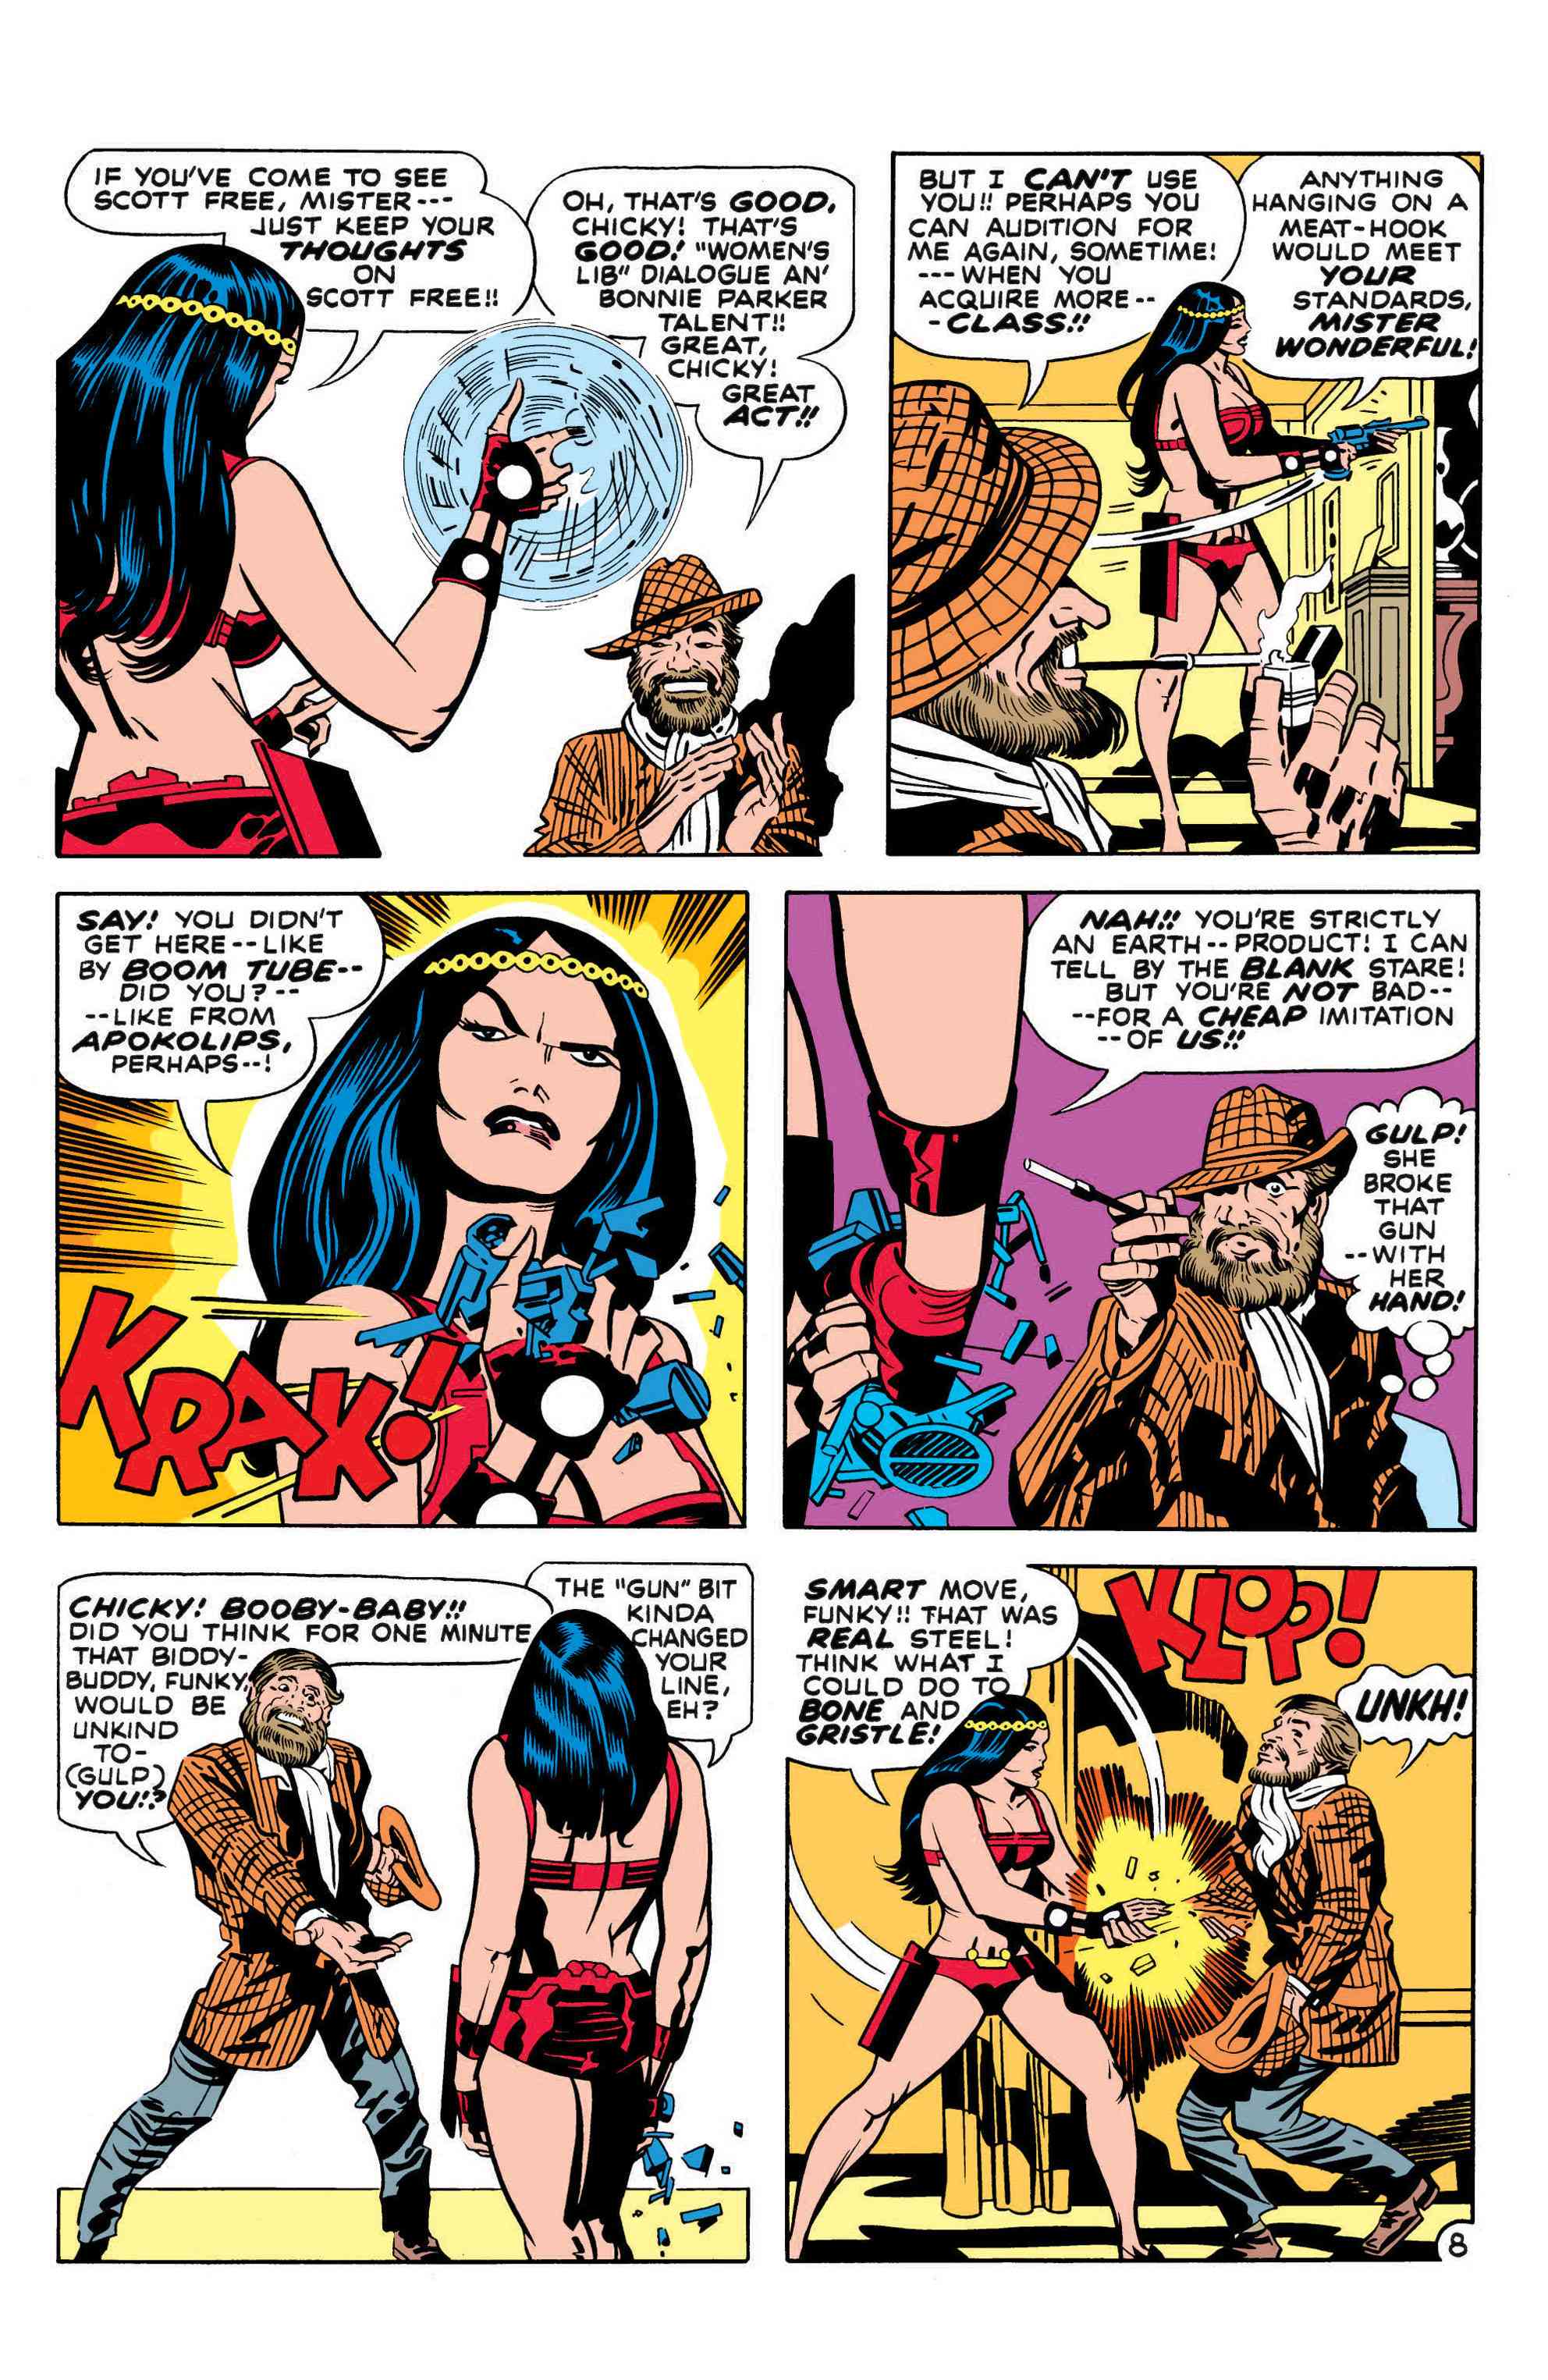 IF YOU'VE COME TO SEE
SCOTT FREE, MISTER---
JUST KEEP YOUR
THOUGHTS
ON
SCOTT FREE!!
OH, THAT'S GOOD,
CHICKY! THAT'S
GOOD! "WOMEN'S
LIB" DIALOGUE AN'
BONNIE PARKER
TALENT!!
GREAT,
CHICKY!
GREAT
ACT!!
BUT I CAN'T USE
YOU!! PERHAPS YOU
CAN AUDITION FOR
ME AGAIN, SOMETIME!
---WHEN YOU
ACQUIRE MORE--
-CLASS!!
ANYTHING
HANGING ON A
MEAT-HOOK
WOULD MEET
YOUR
STANDARDS,
MISTER
WONDERFUL!
SAY! YOU DIDN'T
GET HERE--LIKE
BY BOOM TUBE--
DID YOU?--
--LIKE FROM
APOKOLIPS,
PERHAPS--!
KRAK!
NAH!! YOU'RE STRICTLY
AN EARTH--PRODUCT! I CAN
TELL BY THE BLANK STARE!
BUT YOU'RE NOT BAD--
--FOR A CHEAP IMITATION
--OF US!!
GULP!
SHE
BROKE
THAT
GUN
--WITH
HER
HAND!
CHICKY! BOOBY-BABY!!
DID YOU THINK FOR ONE MINUTE
THAT BIDDY-
BUDDY, FUNKY,
WOULD BE
UNKIND
TO-
(GULP)
YOU!?
THE "GUN" BIT
KINDA
CHANGED
YOUR
LINE,
EH?
SMART MOVE,
FUNKY!! THAT WAS
REAL STEEL!
THINK WHAT I
COULD DO TO
BONE AND
GRISTLE!
KLOP!
UNKH!
8